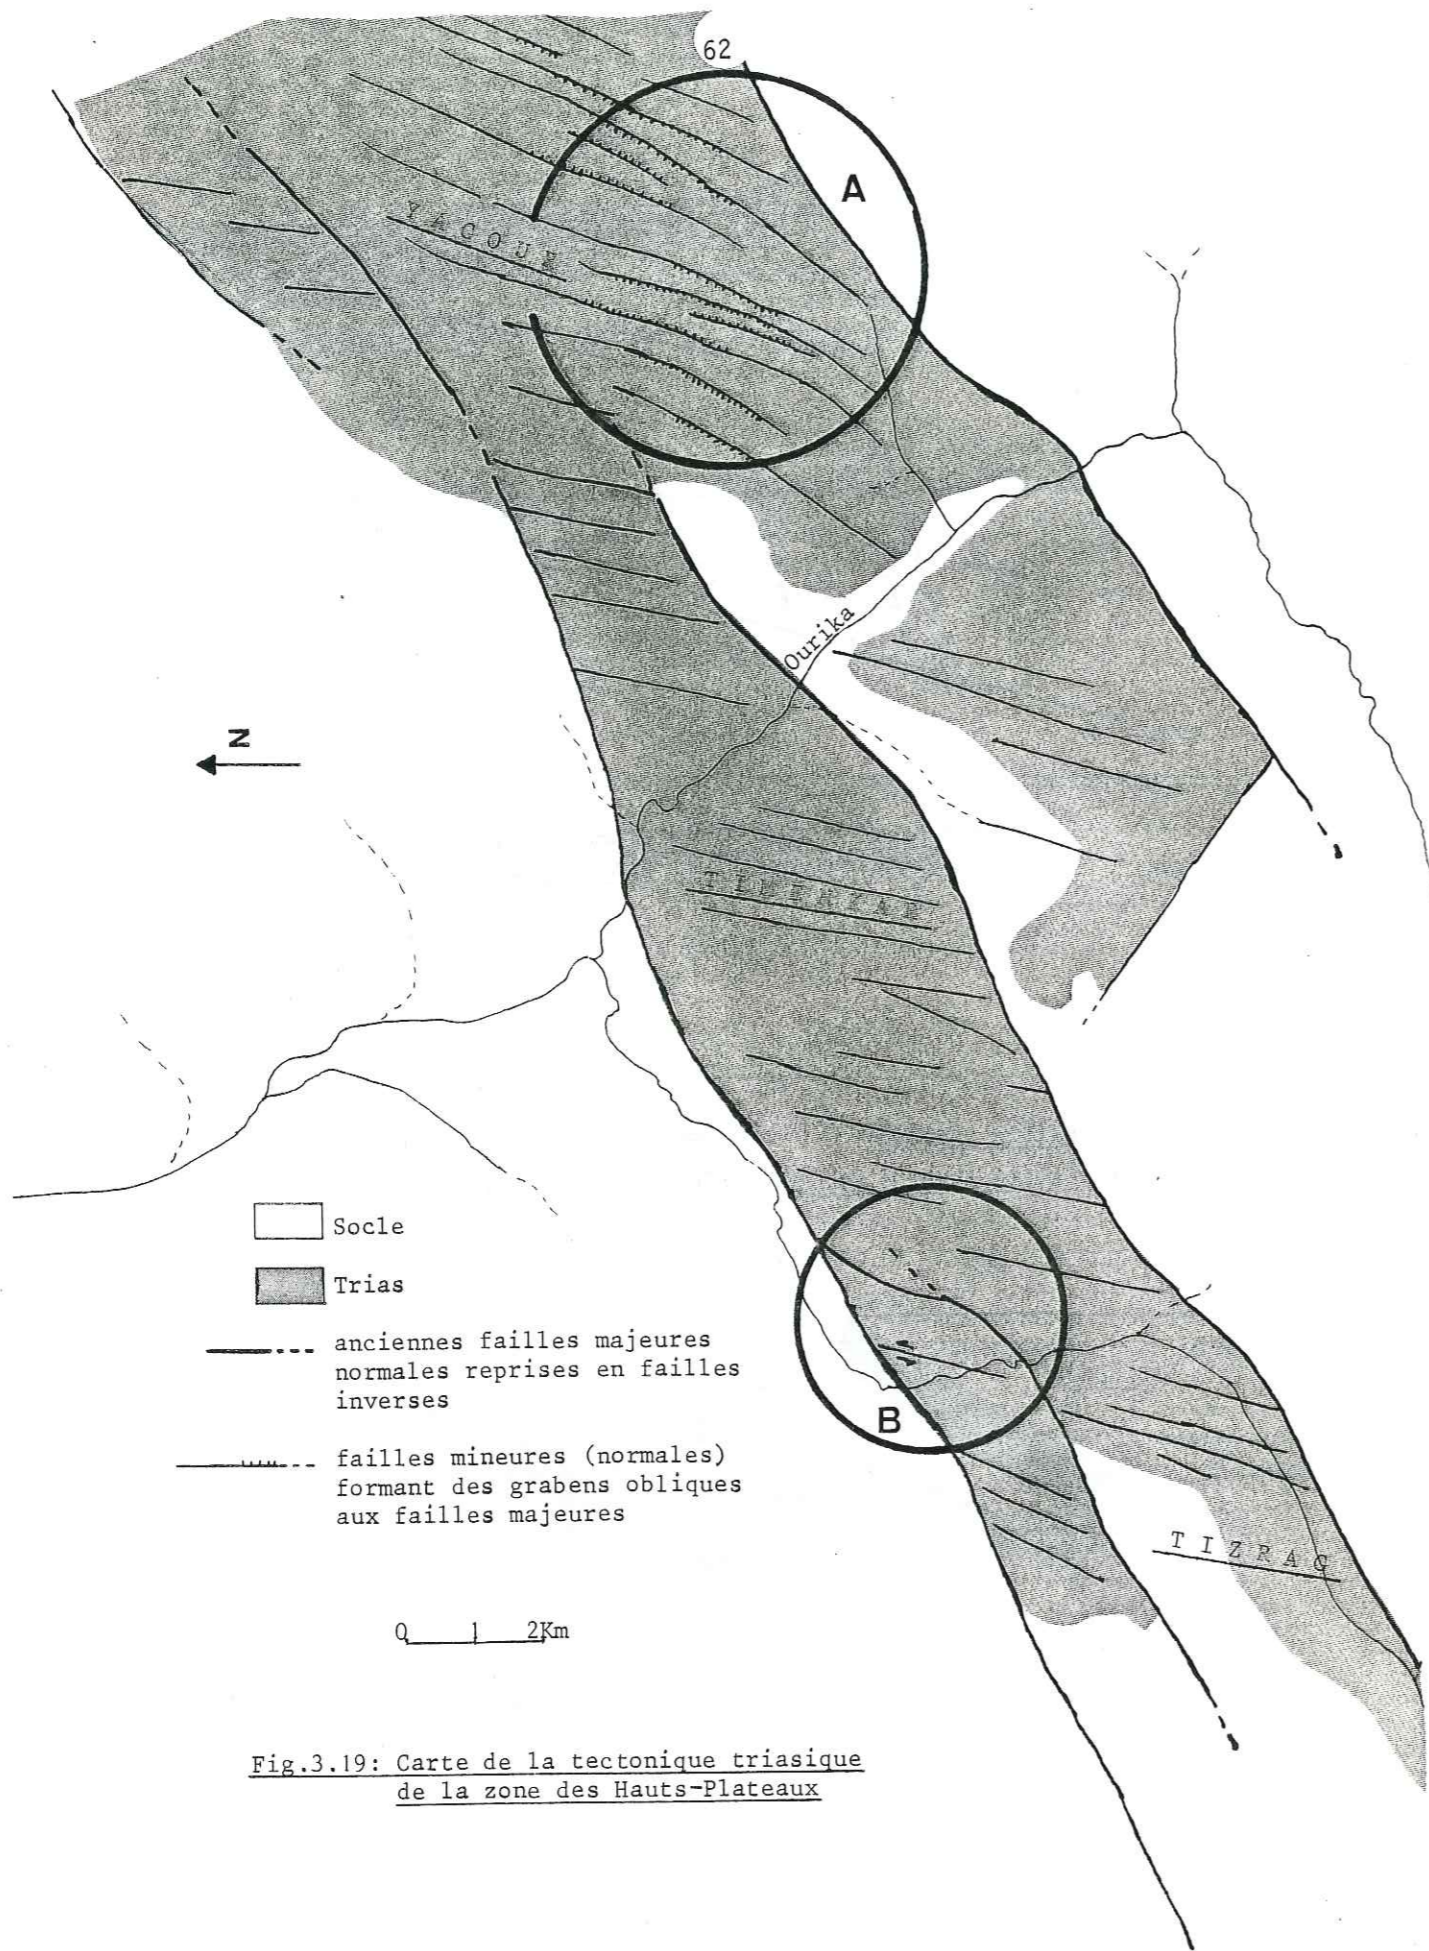 62
A
YAGOUR
Ourika
N
TIMENKAR
Socle
Trias
anciennes failles majeures
normales reprises en failles
inverses
B
failles mineures (normales)
formant des grabens obliques
aux failles majeures
TIZRAG
0 1 2Km
Fig.3.19: Carte de la tectonique triasique
de la zone des Hauts-Plateaux